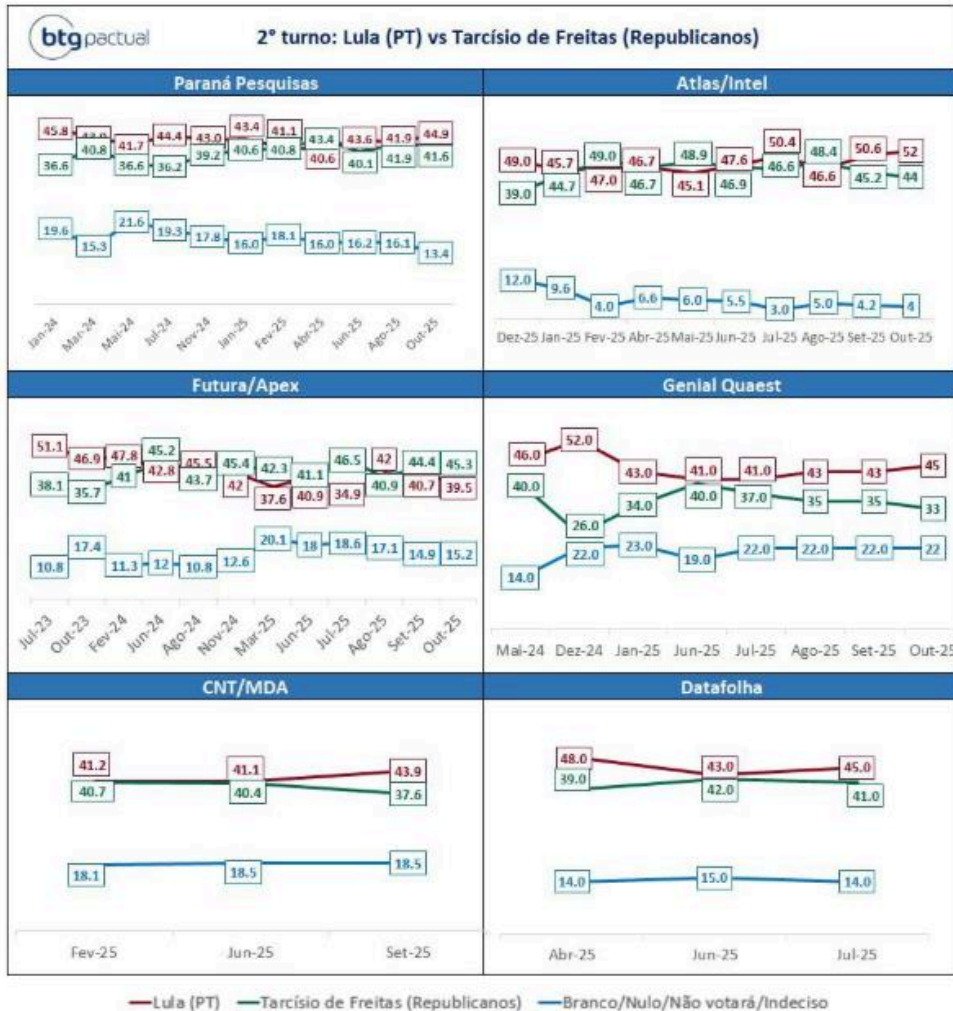 btg pactual
2° turno: Lula (PT) vs Tarcísio de Freitas (Republicanos)
Paraná Pesquisas
45.8 41.7 44.4 43.0 43.4 41.1 40.6 43.6 41.9 44.9
36.6 40.8 36.6 36.2 39.2 40.6 40.8 43.4 40.1 41.9 41.6
19.6 15.3 21.6 19.3 17.8 16.0 18.1 16.0 16.2 16.1 13.4
Jan-24 Mar-24 Mai-24 Jul-24 Nov-24 Jan-25 Fev-25 Abr-25 Jun-25 Ago-25 Out-25
Atlas/Intel
49.0 45.7 47.0 46.7 45.1 47.6 50.4 46.6 50.6 52
39.0 44.7 49.0 46.7 48.9 46.9 46.6 48.4 45.2 44
12.0 9.6 4.0 6.6 6.0 5.5 3.0 5.0 4.2 4
Dez-25 Jan-25 Fev-25 Abr-25 Mai-25 Jun-25 Jul-25 Ago-25 Set-25 Out-25
Futura/Apex
51.1 46.9 47.8 42.8 45.5 42 37.6 40.9 34.9 42 40.7 39.5
38.1 35.7 41 45.2 43.7 45.4 42.3 41.1 46.5 40.9 44.4 45.3
10.8 17.4 11.3 12 10.8 12.6 20.1 18 18.6 17.1 14.9 15.2
Jul-23 Out-23 Fev-24 Jun-24 Ago-24 Nov-24 Mar-25 Jun-25 Jul-25 Ago-25 Set-25 Out-25
Genial Quaest
46.0 52.0 43.0 41.0 41.0 43 43 45
40.0 26.0 34.0 40.0 37.0 35 35 33
14.0 22.0 23.0 19.0 22.0 22.0 22.0 22
Mai-24 Dez-24 Jan-25 Jun-25 Jul-25 Ago-25 Set-25 Out-25
CNT/MDA
41.2 41.1 43.9
40.7 40.4 37.6
18.1 18.5 18.5
Fev-25 Jun-25 Set-25
Datafolha
48.0 43.0 45.0
39.0 42.0 41.0
14.0 15.0 14.0
Abr-25 Jun-25 Jul-25
Lula (PT) Tarcísio de Freitas (Republicanos) Branco/Nulo/Não votará/Indeciso